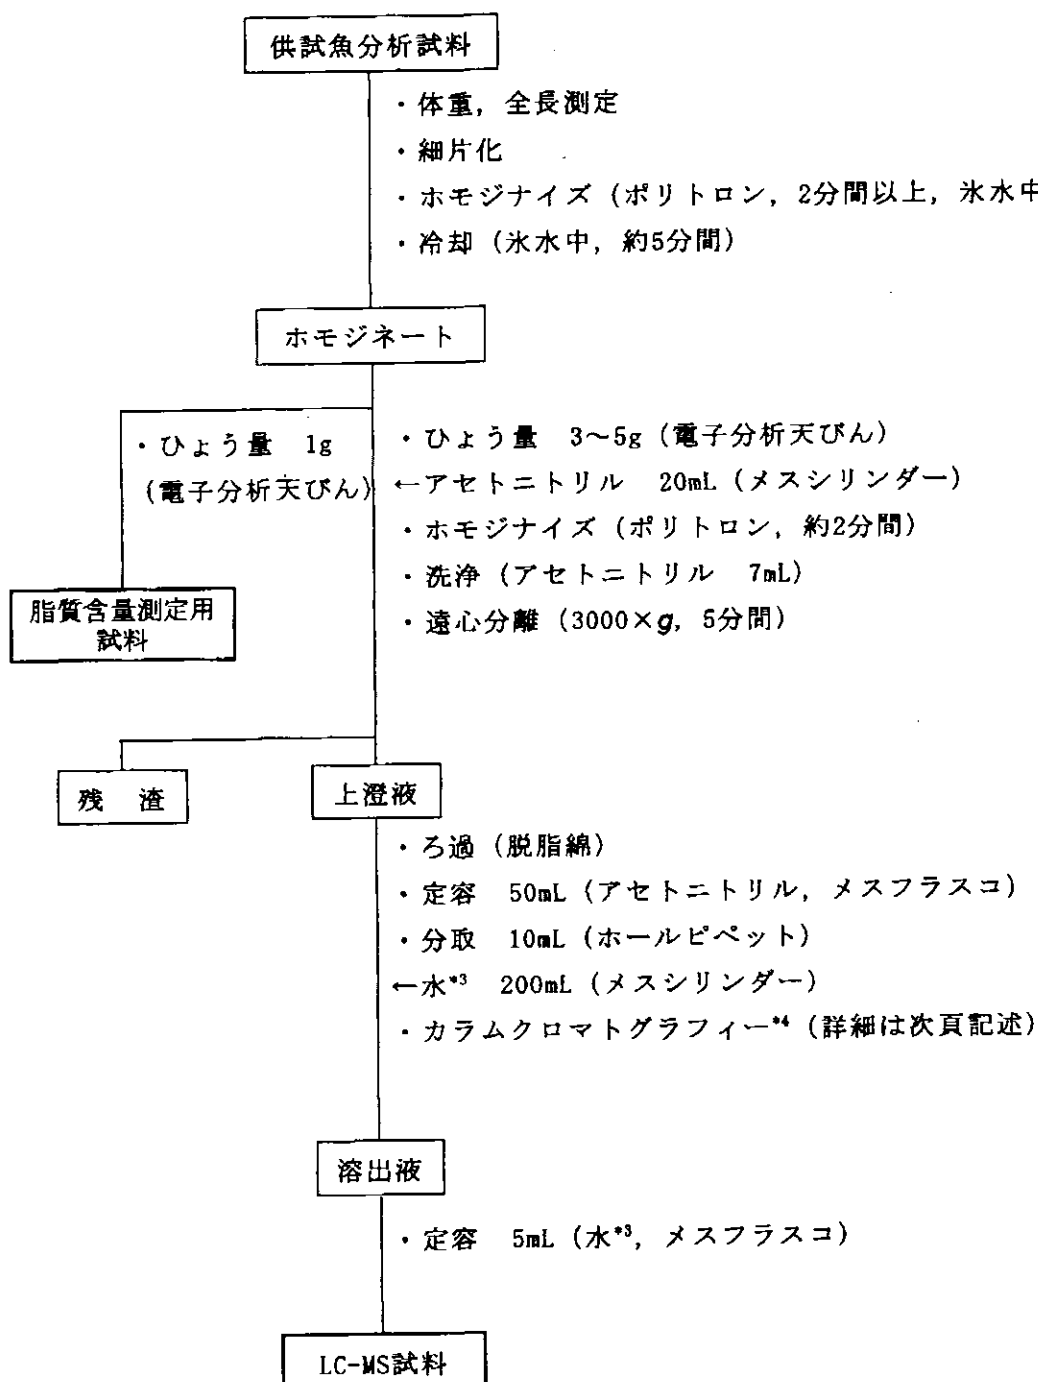 供試魚分析試料
・体重, 全長測定
・細片化
・ホモジナイズ (ポリトロン, 2分間以上, 氷水中
・冷却 (氷水中, 約5分間)
ホモジネート
・ひょう量 1g
(電子分析天びん)
・ひょう量 3~5g (電子分析天びん)
←アセトニトリル 20mL (メスシリンダー)
・ホモジナイズ (ポリトロン, 約2分間)
・洗浄 (アセトニトリル 7mL)
・遠心分離 (3000×g, 5分間)
脂質含量測定用
試料
残 渣
上澄液
・ろ過 (脱脂綿)
・定容 50mL (アセトニトリル, メスフラスコ)
・分取 10mL (ホールピペット)
←水*3 200mL (メスシリンダー)
・カラムクロマトグラフィー*4 (詳細は次頁記述)
溶出液
・定容 5mL (水*3, メスフラスコ)
LC-MS試料